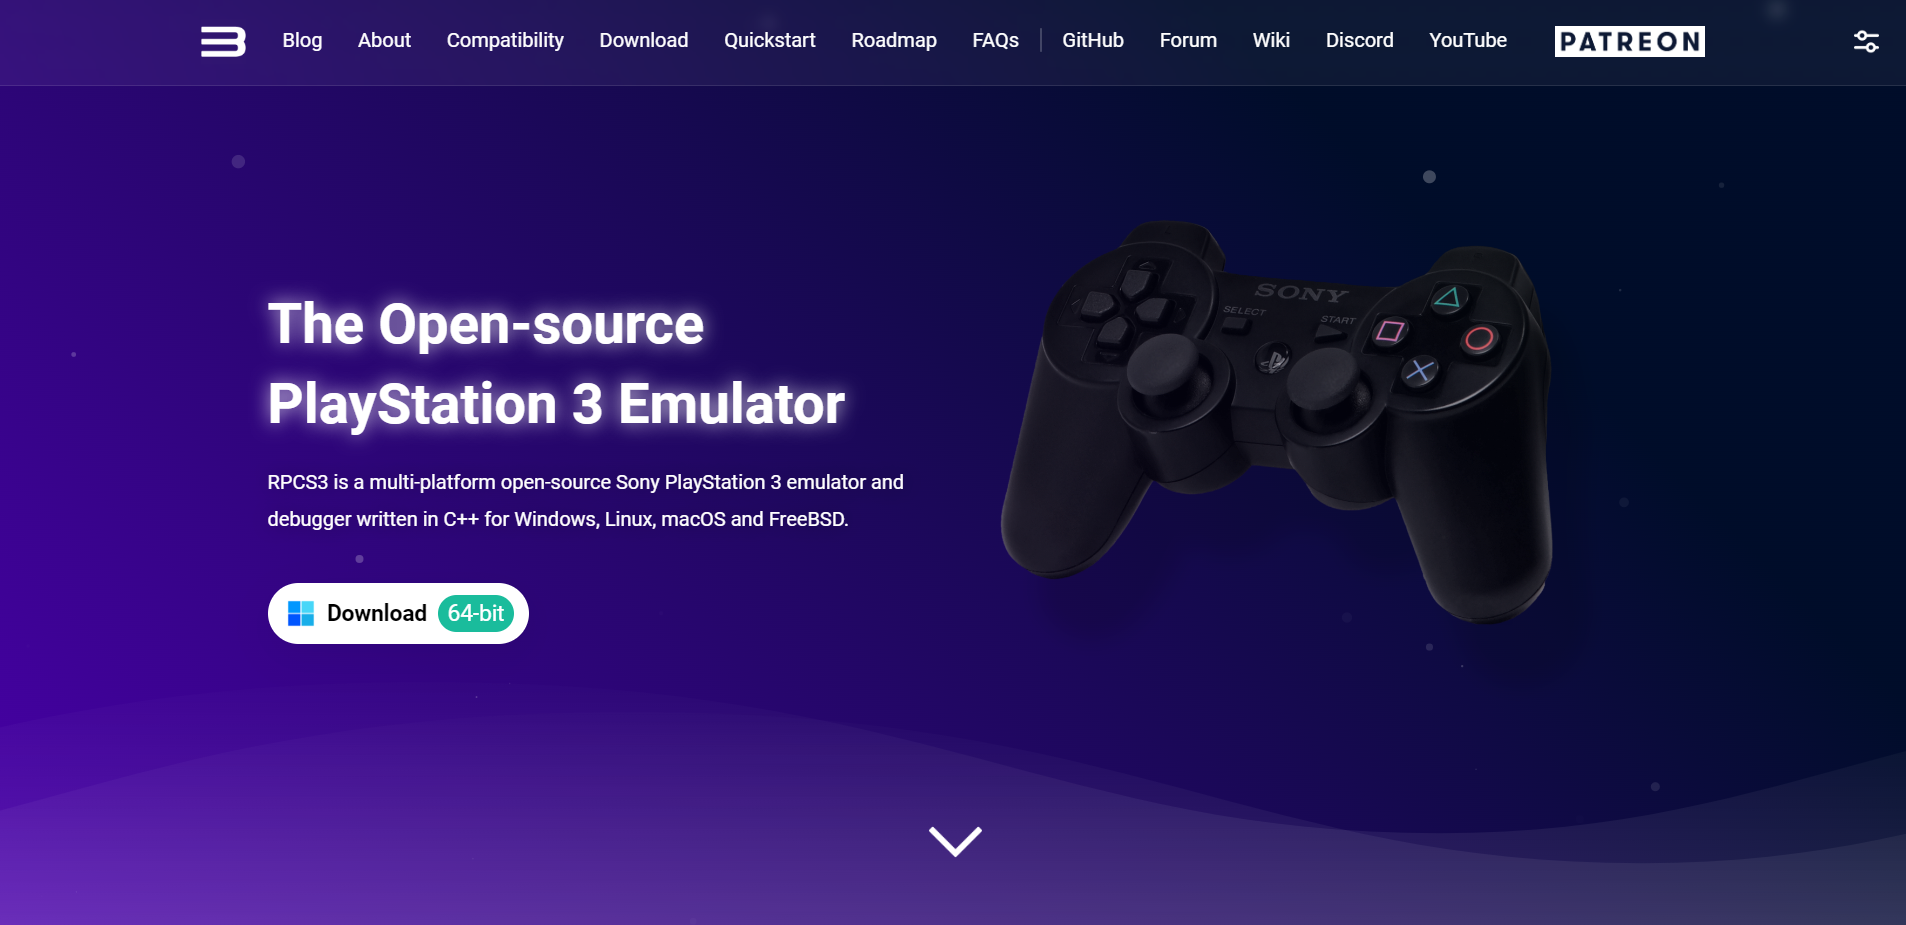 Blog About Compatibility Download Quickstart Roadmap FAQs GitHub Forum Wiki Discord YouTube PATREON
The Open-source
PlayStation 3 Emulator
RPCS3 is a multi-platform open-source Sony PlayStation 3 emulator and
debugger written in C++ for Windows, Linux, macOS and FreeBSD.
Download 64-bit
SONY
SELECT
START